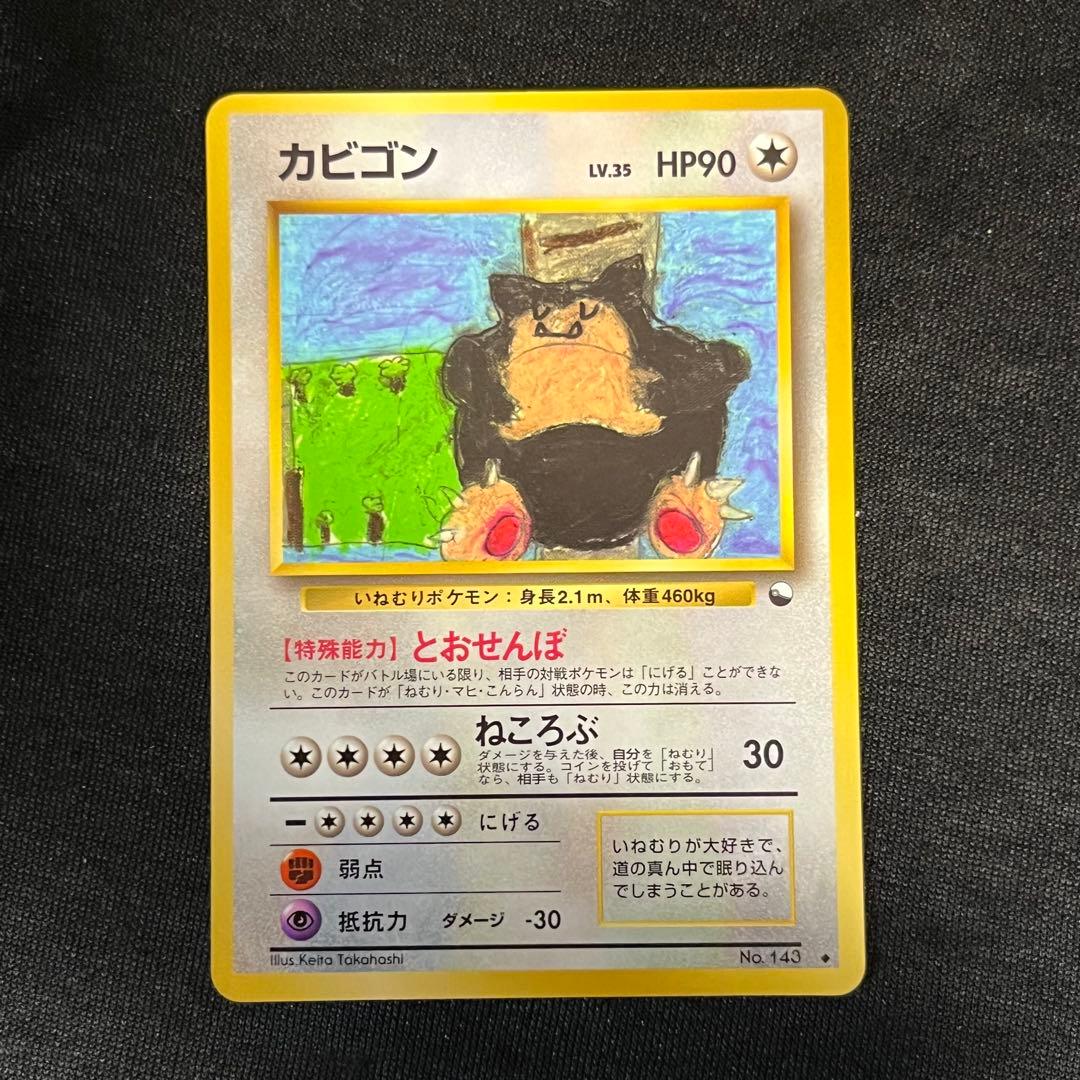 カビゴン LV.35 HP90
いねむりポケモン：身長2.1m、体重460kg
【特殊能力】とおせんぼ
このカードがバトル場にいる限り、相手の対戦ポケモンは「にげる」ことができな
い。このカードが「ねむり・マヒ・こんらん」状態の時、この力は消える。
ねころぶ
ダメージを与えた後、自分を「ねむり」
状態にする。コインを投げて「おもて」
なら、相手も「ねむり」状態にする。
30
ー にげる
弱点
抵抗力 ダメージ -30
いねむりが大好きで、
道の真ん中で眠り込ん
でしまうことがある。
Illus.Keita Takahashi
No. 143